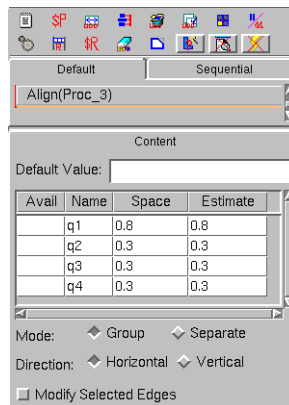 $P
$R
Default Sequential
Align(Proc_3)
Content
Default Value:
Avail Name Space Estimate
q1 0.8 0.8
q2 0.3 0.3
q3 0.3 0.3
q4 0.3 0.3
Mode: Group Separate
Direction: Horizontal Vertical
Modify Selected Edges